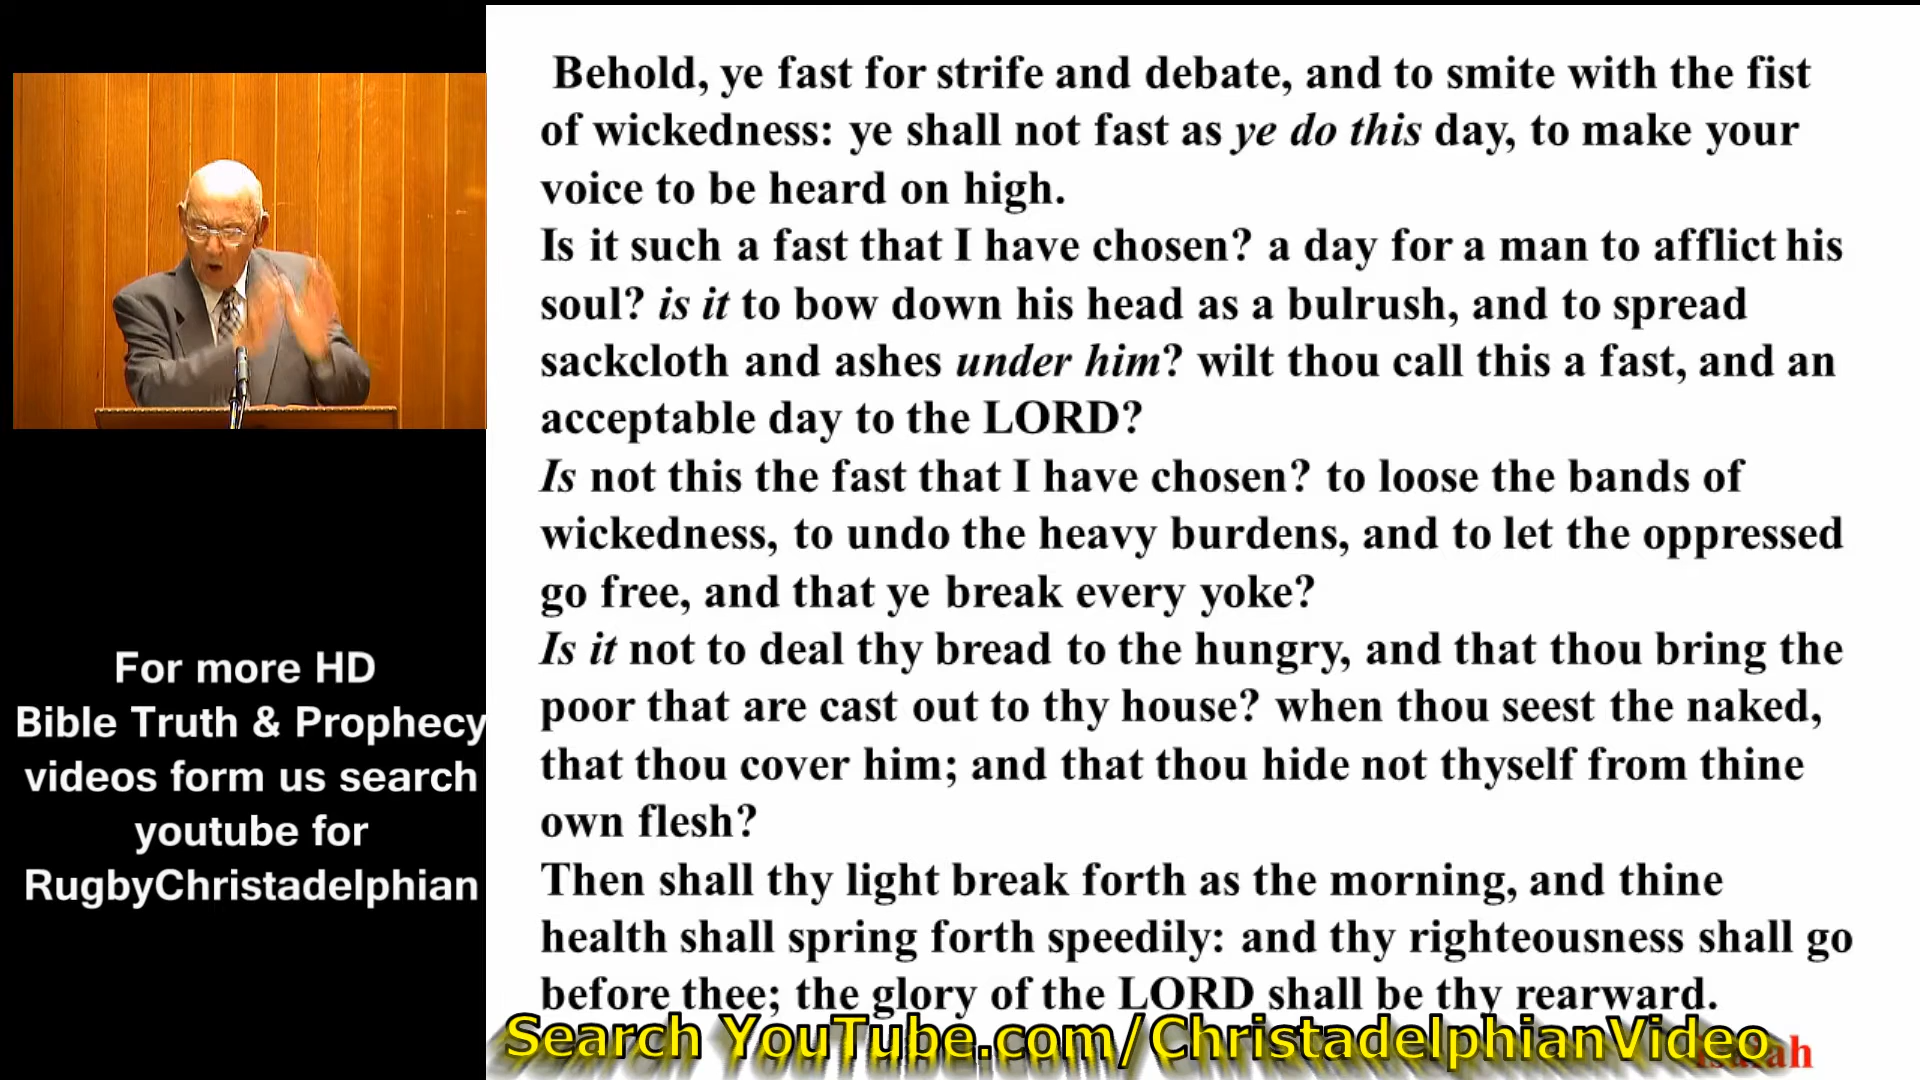 Behold, ye fast for strife and debate, and to smite with the fist
of wickedness: ye shall not fast as ye do this day, to make your
voice to be heard on high.
Is it such a fast that I have chosen? a day for a man to afflict his
soul? is it to bow down his head as a bulrush, and to spread
sackcloth and ashes under him? wilt thou call this a fast, and an
acceptable day to the LORD?
Is not this the fast that I have chosen? to loose the bands of
wickedness, to undo the heavy burdens, and to let the oppressed
go free, and that ye break every yoke?
Is it not to deal thy bread to the hungry, and that thou bring the
poor that are cast out to thy house? when thou seest the naked,
that thou cover him; and that thou hide not thyself from thine
own flesh?
Then shall thy light break forth as the morning, and thine
health shall spring forth speedily: and thy righteousness shall go
before thee; the glory of the LORD shall be thy rearward.
For more HD
Bible Truth & Prophecy
videos form us search
youtube for
RugbyChristadelphian
Search YouTube.com/ChristadelphianVideo